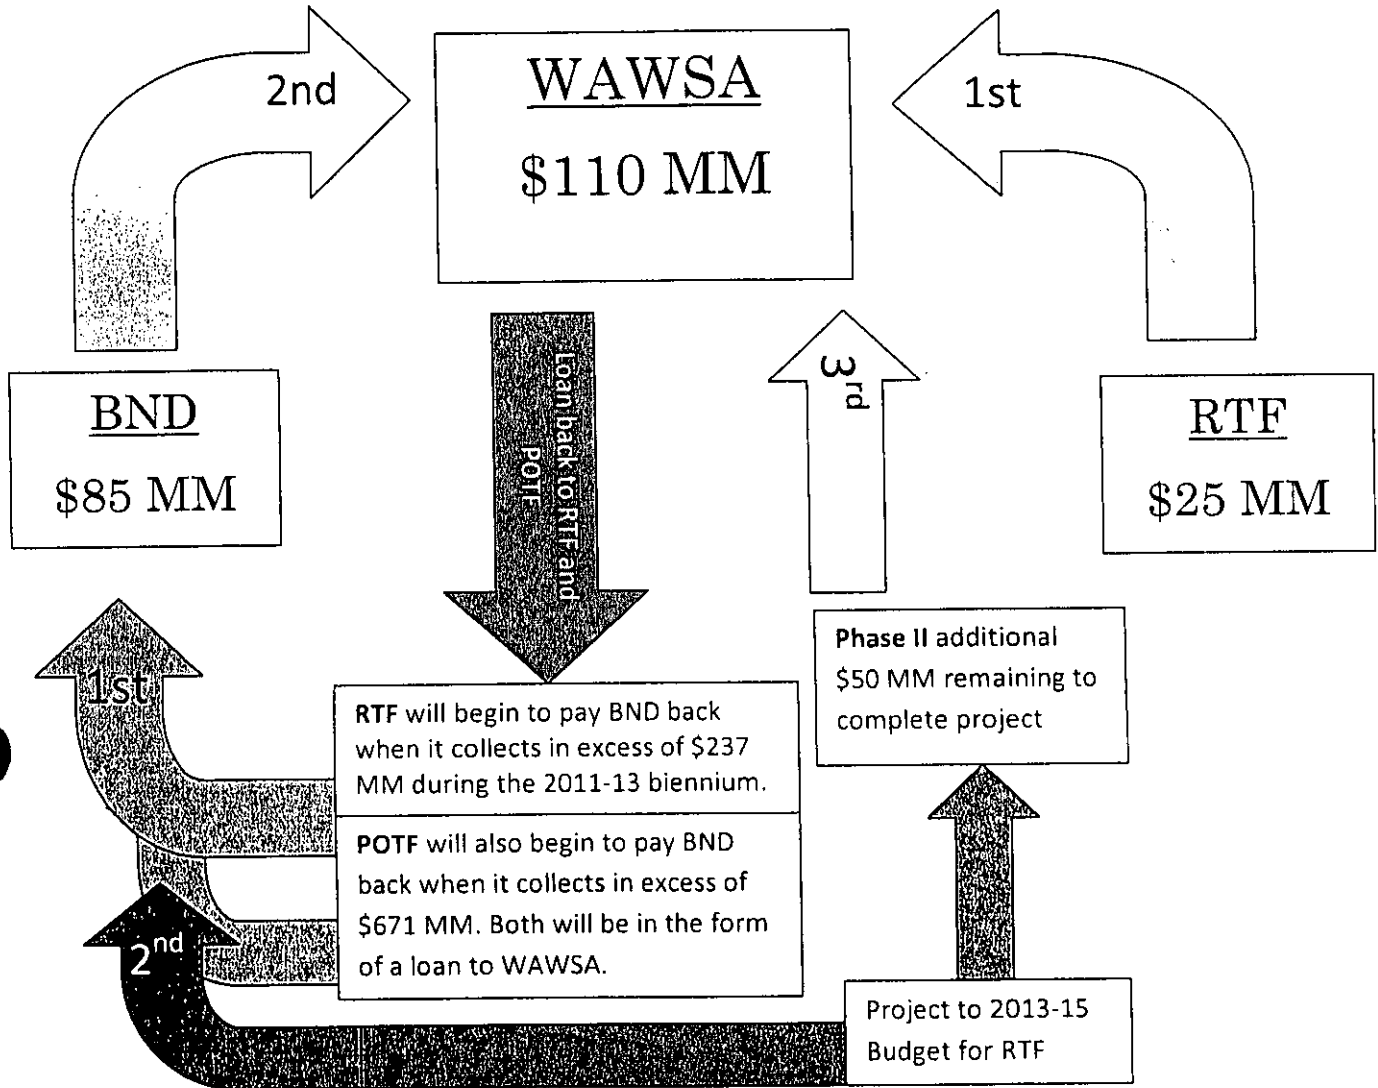 2nd
WAWSA
$110 MM
1st
BND
$85 MM
Loan back to RTF and
POTF
3rd
RTF
$25 MM
1st
Phase II additional
$50 MM remaining to
complete project
RTF will begin to pay BND back
when it collects in excess of $237
MM during the 2011-13 biennium.
POTF will also begin to pay BND
back when it collects in excess of
$671 MM. Both will be in the form
of a loan to WAWSA.
2nd
Project to 2013-15
Budget for RTF